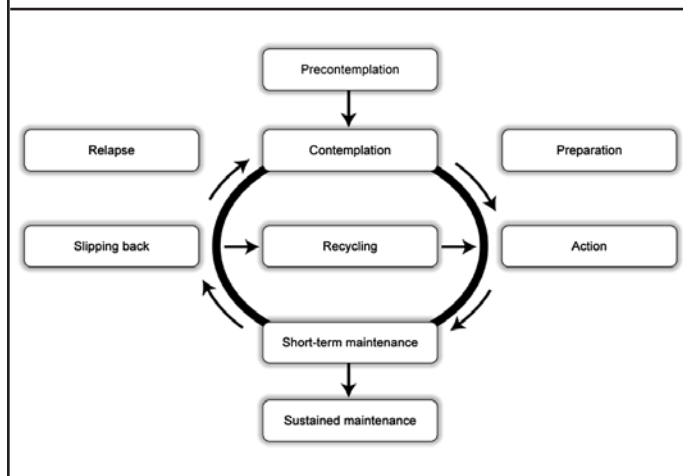 Precontemplation
Relapse
Contemplation
Preparation
Slipping back
Recycling
Action
Short-term maintenance
Sustained maintenance